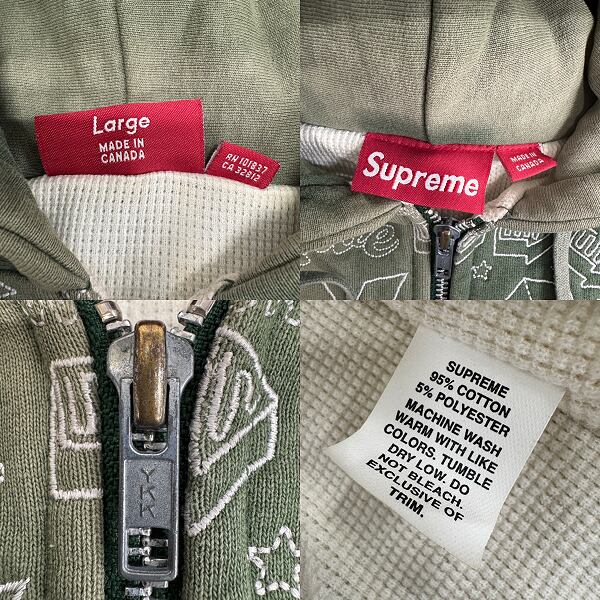 Large
MADE IN
CANADA
RN 101837
CA 32812
Supreme
MADE IN
CANADA
YKK
SUPREME
95% COTTON
5% POLYESTER
MACHINE WASH
WARM WITH LIKE
COLORS. TUMBLE
DRY LOW. DO
NOT BLEACH.
EXCLUSIVE OF
TRIM.